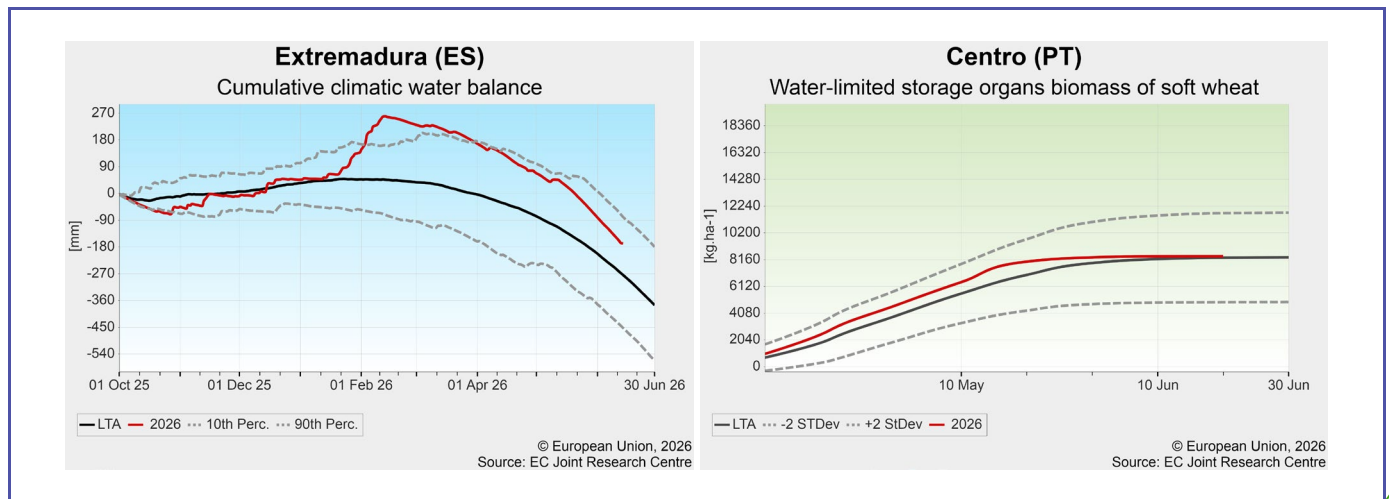 Extremadura (ES)
Cumulative climatic water balance
270
180
90
0
-90
-180
-270
-360
-450
-540
[mm]
01 Oct 25
01 Dec 25
01 Feb 26
01 Apr 26
30 Jun 26
LTA 2026 10th Perc. 90th Perc.
© European Union, 2026
Source: EC Joint Research Centre
Centro (PT)
Water-limited storage organs biomass of soft wheat
18360
16320
14280
12240
10200
8160
6120
4080
2040
0
[kg.ha-1]
10 May
10 Jun
30 Jun
LTA -2 STDev +2 StDev 2026
© European Union, 2026
Source: EC Joint Research Centre